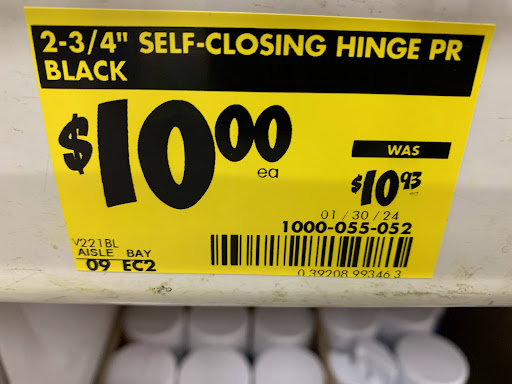 2-3/4" SELF-CLOSING HINGE PR
BLACK
$10.00
ea
WAS
$10.93
01/30/24
1000-055-052
V221BL
AISLE BAY
09 EC2
0 39208 99346 3